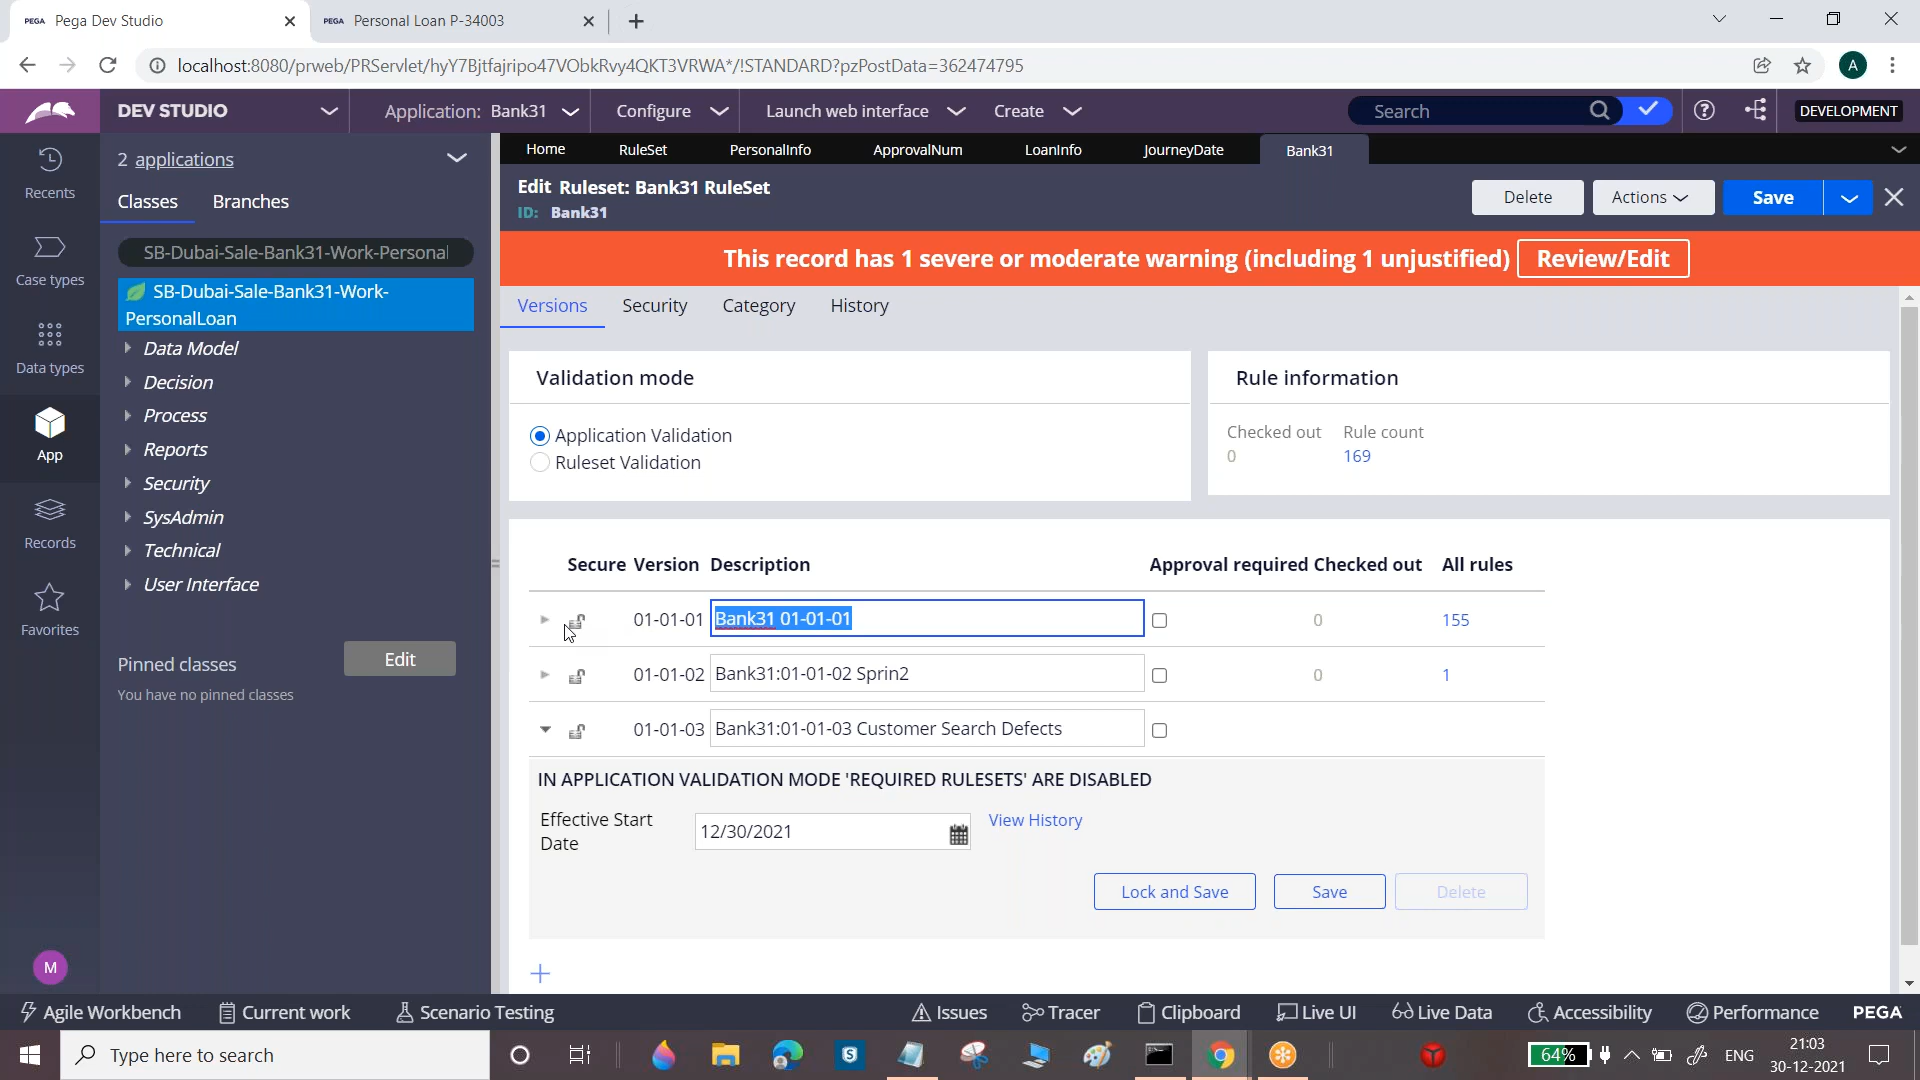 PEGA Pega Dev Studio
PEGA Personal Loan P-34003
localhost:8080/prweb/PRServlet/hyY7Bjtfajripo47VObkRvy4QKT3VRWA*/!STANDARD?pzPostData=362474795
A
DEV STUDIO
Application: Bank31
Configure
Launch web interface
Create
Search
DEVELOPMENT
Recents
Case types
Data types
App
Records
Favorites
M
2 applications
Classes Branches
SB-Dubai-Sale-Bank31-Work-Personal
SB-Dubai-Sale-Bank31-Work-
PersonalLoan
Data Model
Decision
Process
Reports
Security
SysAdmin
Technical
User Interface
Pinned classes
Edit
You have no pinned classes
Home RuleSet PersonalInfo ApprovalNum LoanInfo JourneyDate Bank31
Edit Ruleset: Bank31 RuleSet
ID: Bank31
Delete Actions Save
This record has 1 severe or moderate warning (including 1 unjustified) Review/Edit
Versions Security Category History
Validation mode
Application Validation
Ruleset Validation
Rule information
Checked out Rule count
0 169
Secure Version Description Approval required Checked out All rules
01-01-01 Bank31 01-01-01 0 155
01-01-02 Bank31:01-01-02 Sprin2 0 1
01-01-03 Bank31:01-01-03 Customer Search Defects
IN APPLICATION VALIDATION MODE 'REQUIRED RULESETS' ARE DISABLED
Effective Start
Date
12/30/2021
View History
Lock and Save Save Delete
Agile Workbench Current work Scenario Testing Issues Tracer Clipboard Live UI Live Data Accessibility Performance PEGA
Type here to search
64%
ENG
21:03
30-12-2021